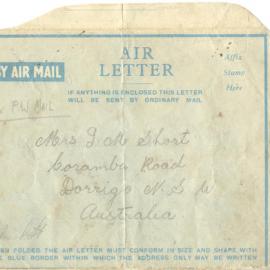 AIR
LETTER
Affix
Stamp
Here
BY AIR MAIL
IF ANYTHING IS ENCLOSED THIS LETTER
WILL BE SENT BY ORDINARY MAIL
P.W MAIL
Mrs J. M Short
Coramba Road
Dorrigo N. S. W
Australia
FOLDED THE AIR LETTER MUST CONFORM IN SIZE AND SHAPE WITH
BLUE BORDER WITHIN WHICH THE ADDRESS ONLY MAY BE WRITTEN